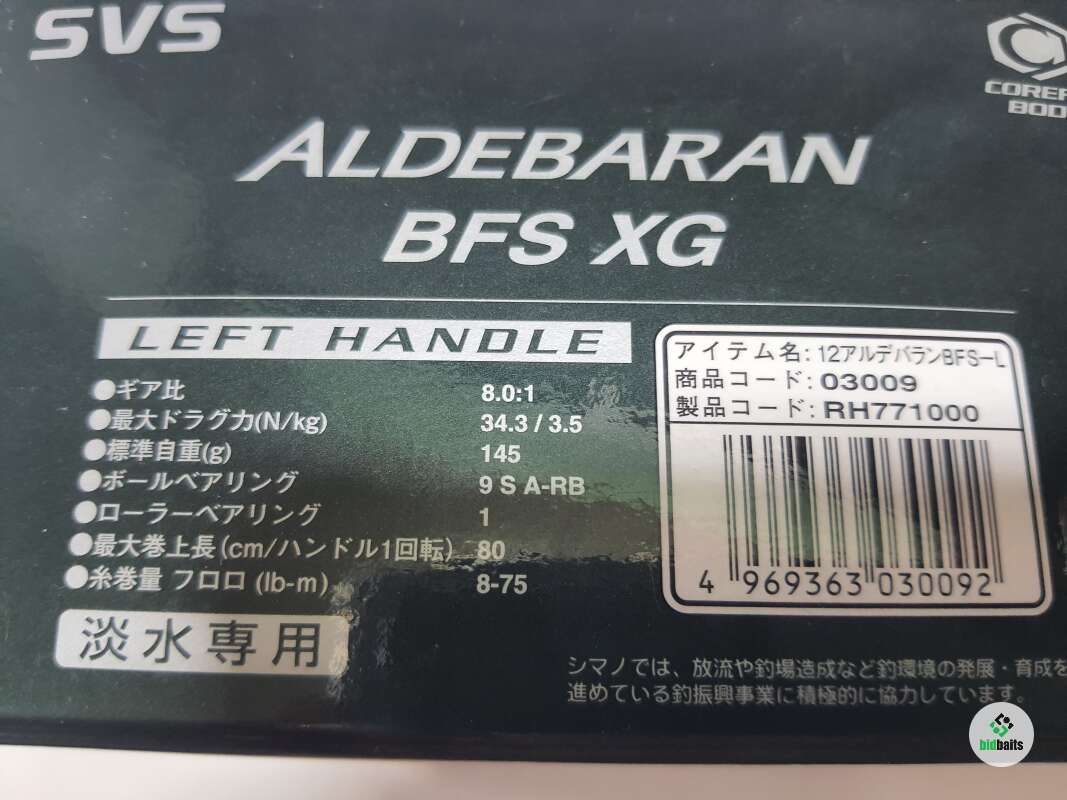 SVS
ALDEBARAN
BFS XG
LEFT HANDLE
●ギア比 8.0:1
●最大ドラグ力(N/kg) 34.3 / 3.5
●標準自重(g) 145
●ボールベアリング 9 S A-RB
●ローラーベアリング 1
●最大巻上長(cm/ハンドル1回転) 80
●糸巻量 フロロ (lb-m) 8-75
淡水専用
アイテム名: 12アルデバランBFS-L
商品コード: 03009
製品コード: RH771000
4 969363 030092
シマノでは、放流や釣場造成など釣環境の発展・育成を
進めている釣振興事業に積極的に協力しています。
bidbaits